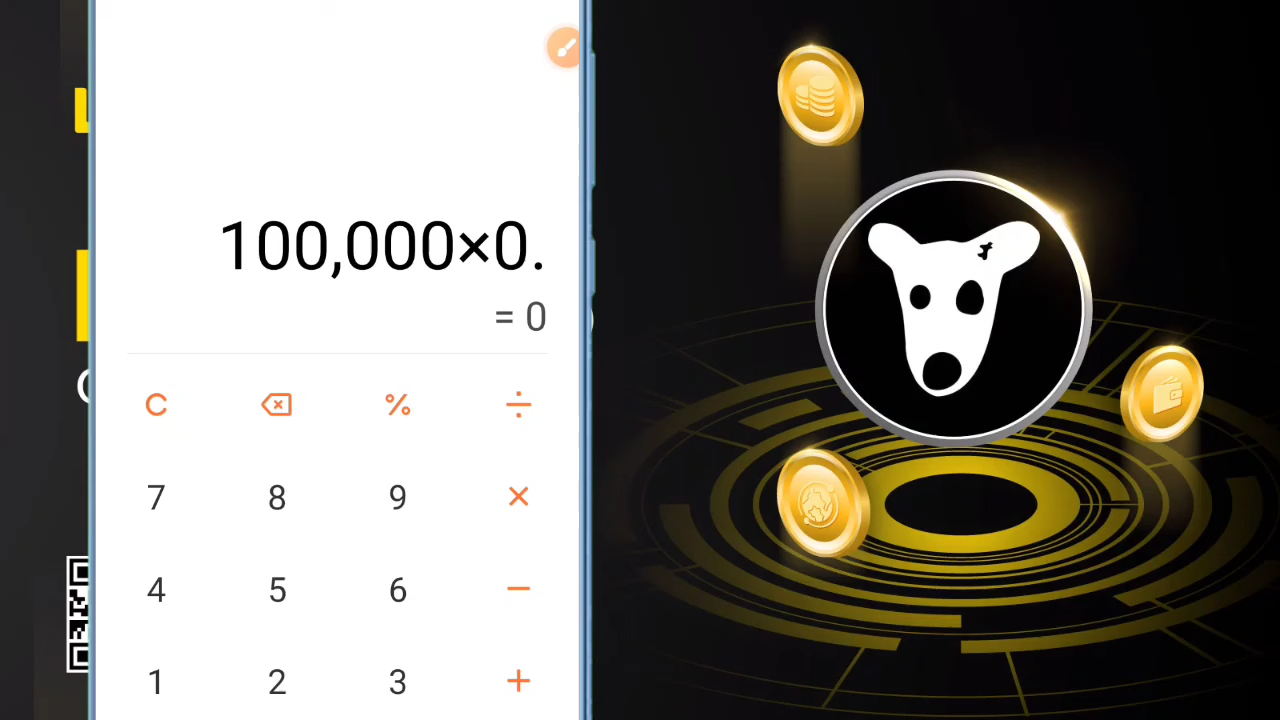 100,000×0.
= 0
C % ÷
7 8 9 ×
4 5 6 −
1 2 3 +